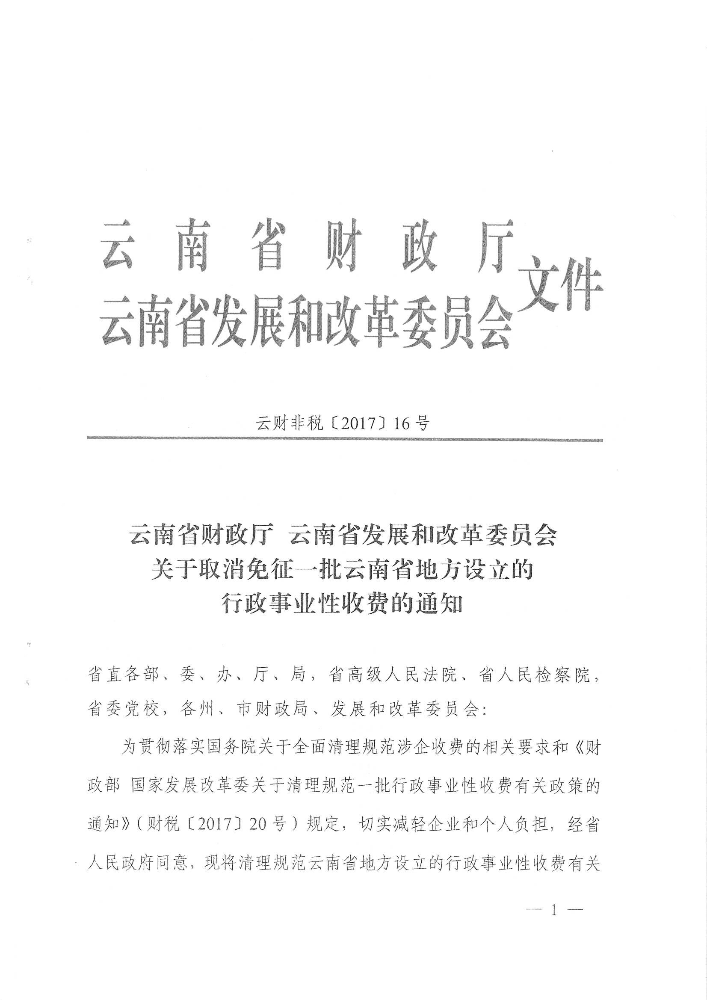 云南省财政厅
云南省发展和改革委员会
文件
云财非税〔2017〕16号
云南省财政厅 云南省发展和改革委员会
关于取消免征一批云南省地方设立的
行政事业性收费的通知
省直各部、委、办、厅、局，省高级人民法院、省人民检察院，
省委党校，各州、市财政局、发展和改革委员会：
为贯彻落实国务院关于全面清理规范涉企收费的相关要求和《财
政部 国家发展改革委关于清理规范一批行政事业性收费有关政策的
通知》（财税〔2017〕20号）规定，切实减轻企业和个人负担，经省
人民政府同意，现将清理规范云南省地方设立的行政事业性收费有关
— 1 —